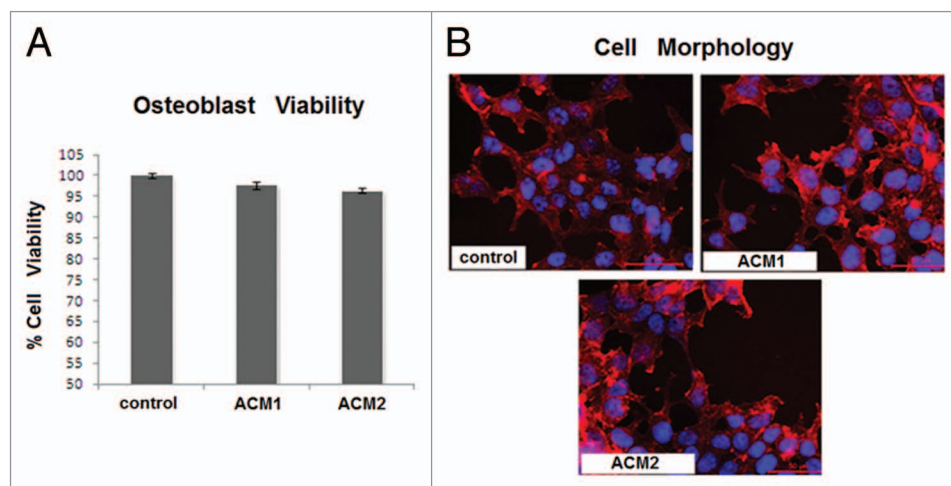 A
Osteoblast Viability
% Cell Viability
105
100
95
90
85
80
75
70
65
60
55
50
control
ACM1
ACM2
B
Cell Morphology
control
ACM1
ACM2